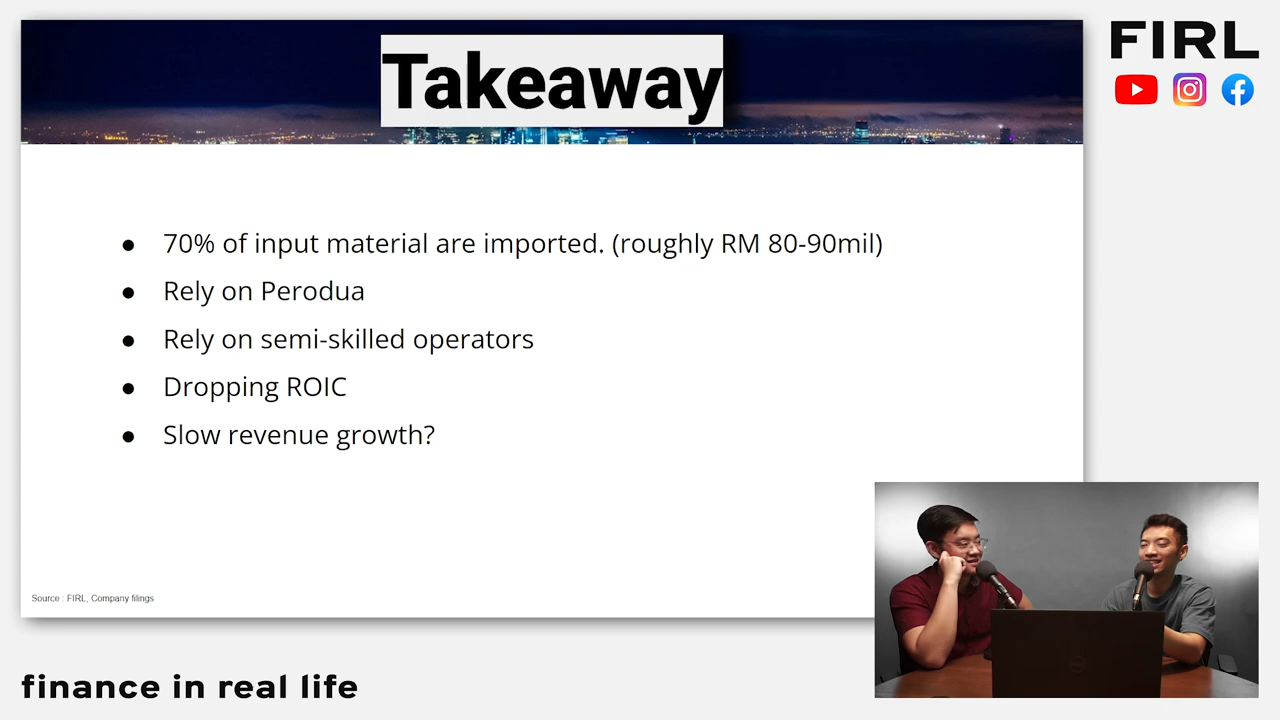 Takeaway
FIRL
● 70% of input material are imported. (roughly RM 80-90mil)
● Rely on Perodua
● Rely on semi-skilled operators
● Dropping ROIC
● Slow revenue growth?
Source : FIRL, Company filings
finance in real life